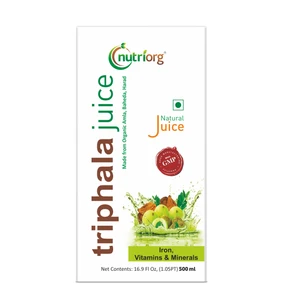 nutriorg®
triphala juice
Made from Organic Amla, Baheda, Harad
Natural
Juice
GMP
Iron,
Vitamins & Minerals
Net Contents: 16.9 Fl Oz, (1.05PT) 500 ml